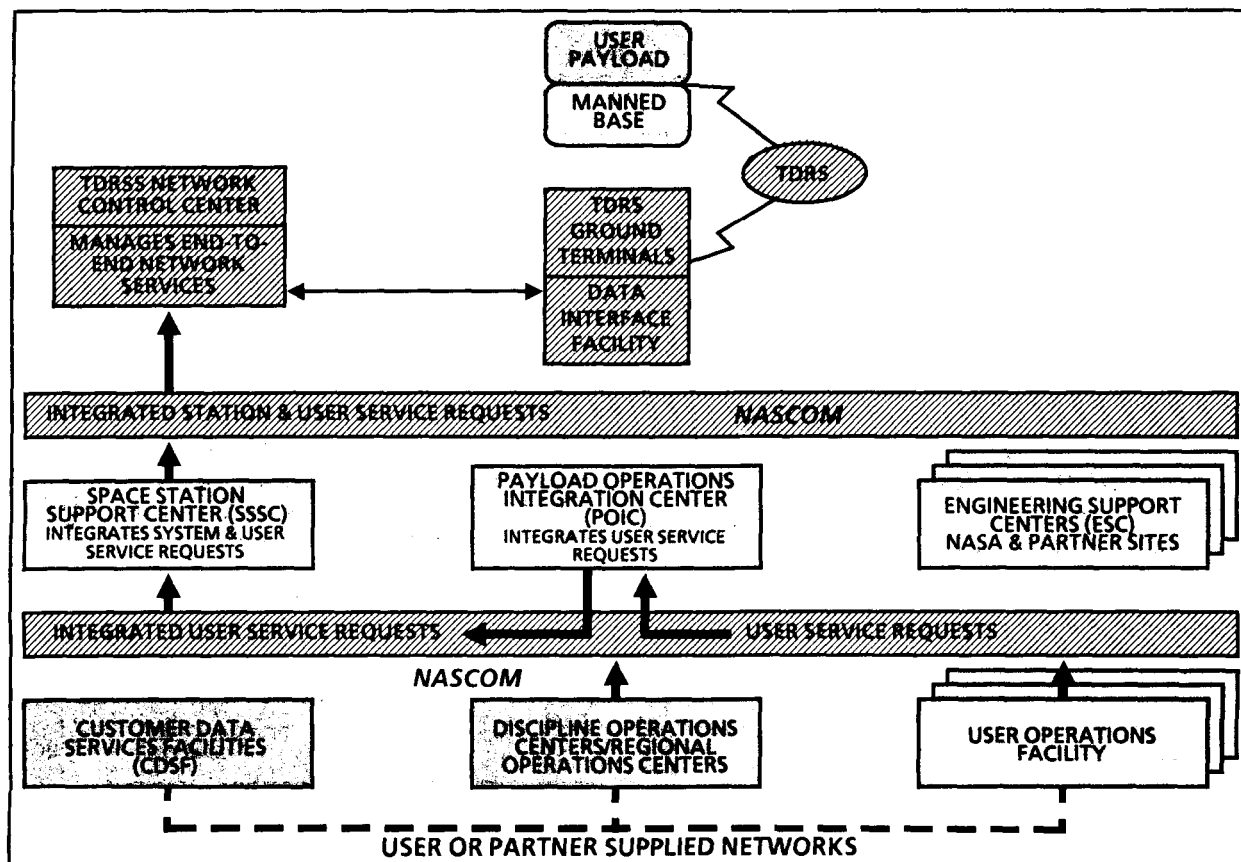 USER
PAYLOAD
MANNED
BASE
TDRS
TDRSS NETWORK
CONTROL CENTER
MANAGES END-TO-
END NETWORK
SERVICES
TDRS
GROUND
TERMINALS
DATA
INTERFACE
FACILITY
INTEGRATED STATION & USER SERVICE REQUESTS NASCOM
SPACE STATION
SUPPORT CENTER (SSSC)
INTEGRATES SYSTEM & USER
SERVICE REQUESTS
PAYLOAD OPERATIONS
INTEGRATION CENTER
(POIC)
INTEGRATES USER SERVICE
REQUESTS
ENGINEERING SUPPORT
CENTERS (ESC)
NASA & PARTNER SITES
INTEGRATED USER SERVICE REQUESTS USER SERVICE REQUESTS
NASCOM
CUSTOMER DATA
SERVICES FACILITIES
(CDSF)
DISCIPLINE OPERATIONS
CENTERS/REGIONAL
OPERATIONS CENTERS
USER OPERATIONS
FACILITY
USER OR PARTNER SUPPLIED NETWORKS